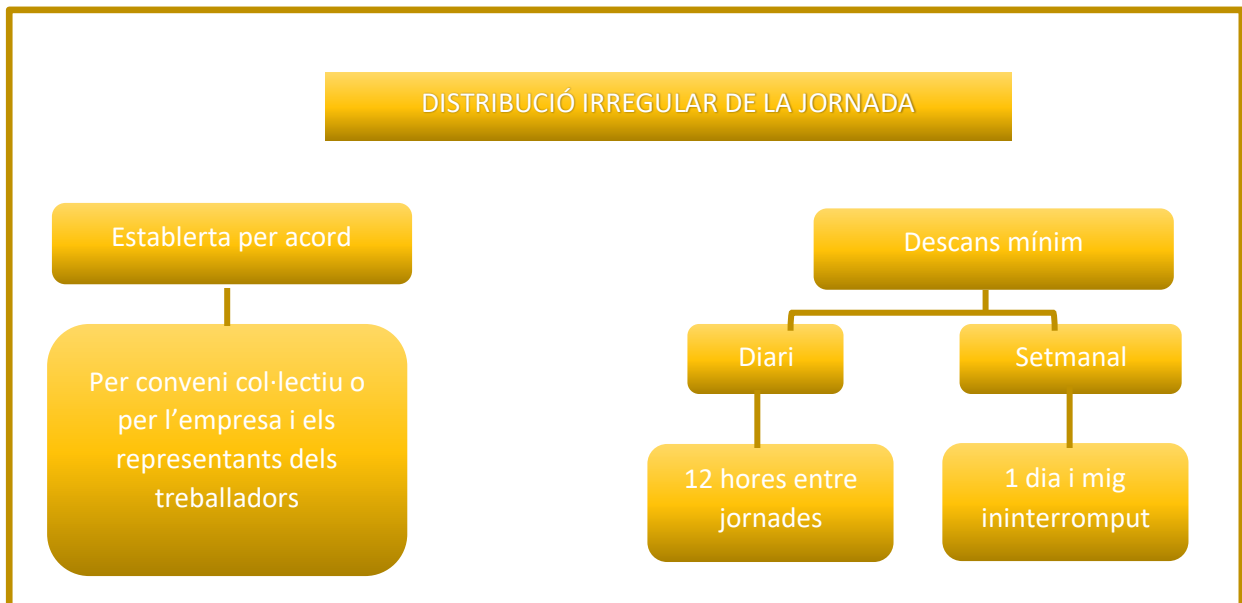 DISTRIBUCIÓ IRREGULAR DE LA JORNADA
Establerta per acord
Per conveni col·lectiu o
per l’empresa i els
representants dels
treballadors
Descans mínim
Diari
Setmanal
12 hores entre
jornades
1 dia i mig
ininterromput